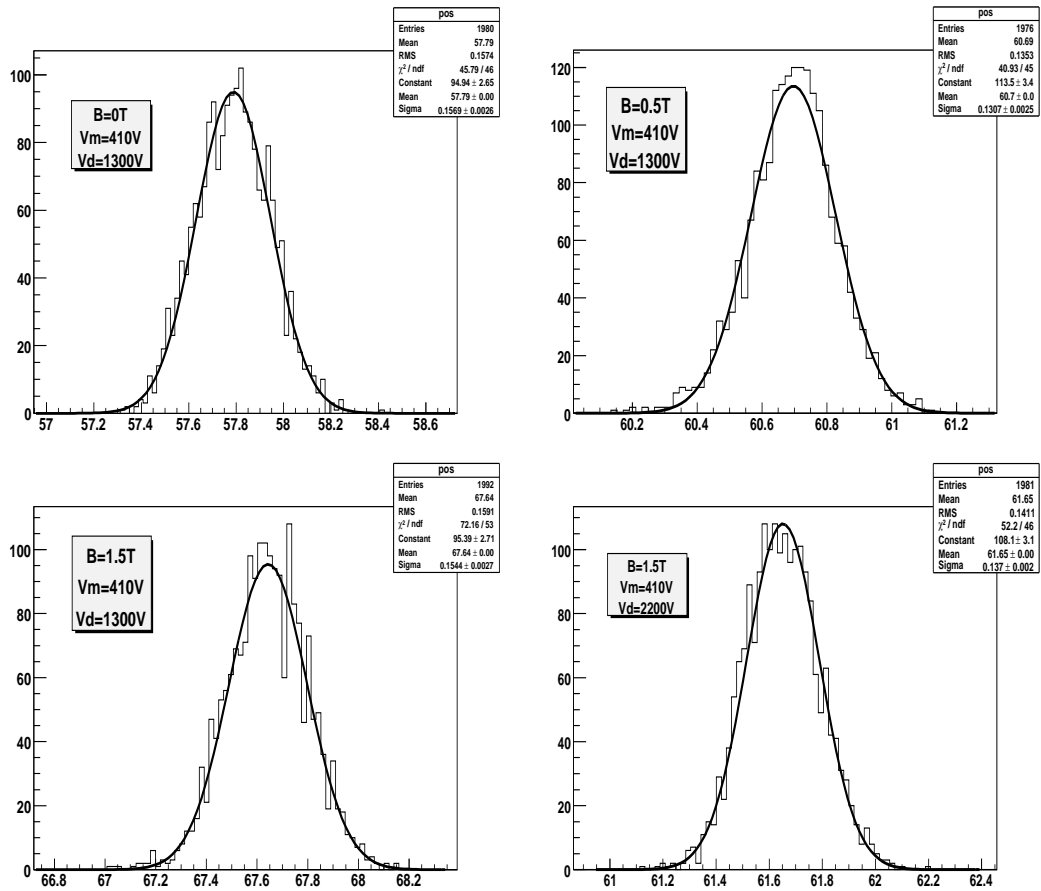 pos
Entries 1980
Mean 57.79
RMS 0.1574
χ² / ndf 45.79 / 46
Constant 94.94 ± 2.65
Mean 57.79 ± 0.00
Sigma 0.1569 ± 0.0026
B=0T
Vm=410V
Vd=1300V
100
80
60
40
20
0
57 57.2 57.4 57.6 57.8 58 58.2 58.4 58.6
pos
Entries 1976
Mean 60.69
RMS 0.1353
χ² / ndf 40.93 / 45
Constant 113.5 ± 3.4
Mean 60.7 ± 0.0
Sigma 0.1307 ± 0.0025
B=0.5T
Vm=410V
Vd=1300V
120
100
80
60
40
20
0
60.2 60.4 60.6 60.8 61 61.2
pos
Entries 1992
Mean 67.64
RMS 0.1591
χ² / ndf 72.16 / 53
Constant 95.39 ± 2.71
Mean 67.64 ± 0.00
Sigma 0.1544 ± 0.0027
B=1.5T
Vm=410V
Vd=1300V
100
80
60
40
20
0
66.8 67 67.2 67.4 67.6 67.8 68 68.2
pos
Entries 1981
Mean 61.65
RMS 0.1411
χ² / ndf 52.2 / 46
Constant 108.1 ± 3.1
Mean 61.65 ± 0.00
Sigma 0.137 ± 0.002
B=1.5T
Vm=410V
Vd=2200V
100
80
60
40
20
0
61 61.2 61.4 61.6 61.8 62 62.2 62.4